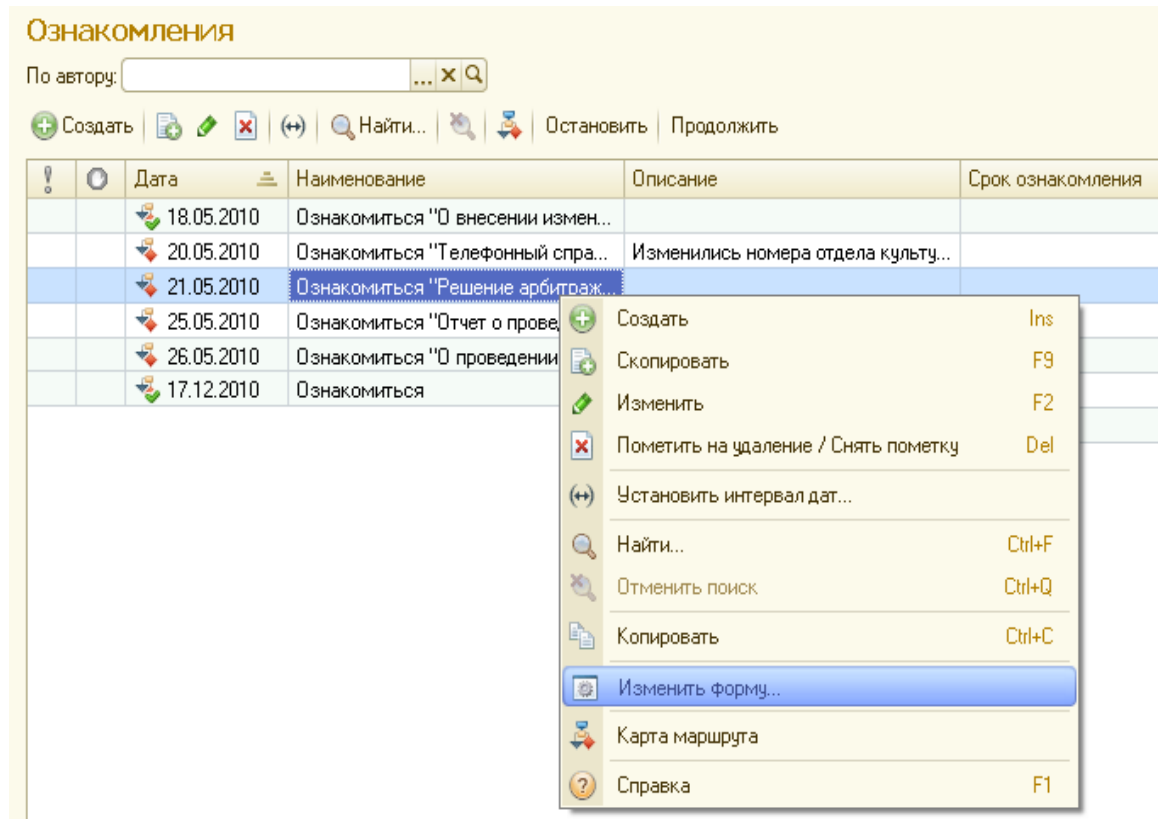 Ознакомления
По автору:
Создать Найти... Остановить Продолжить
Дата Наименование Описание Срок ознакомления
18.05.2010 Ознакомиться "О внесении измен...
20.05.2010 Ознакомиться "Телефонный спра... Изменились номера отдела культу...
21.05.2010 Ознакомиться "Решение арбитраж...
25.05.2010 Ознакомиться "Отчет о прове
26.05.2010 Ознакомиться "О проведении
17.12.2010 Ознакомиться
Создать Ins
Скопировать F9
Изменить F2
Пометить на удаление / Снять пометку Del
Установить интервал дат...
Найти... Ctrl+F
Отменить поиск Ctrl+Q
Копировать Ctrl+C
Изменить форму...
Карта маршрута
Справка F1